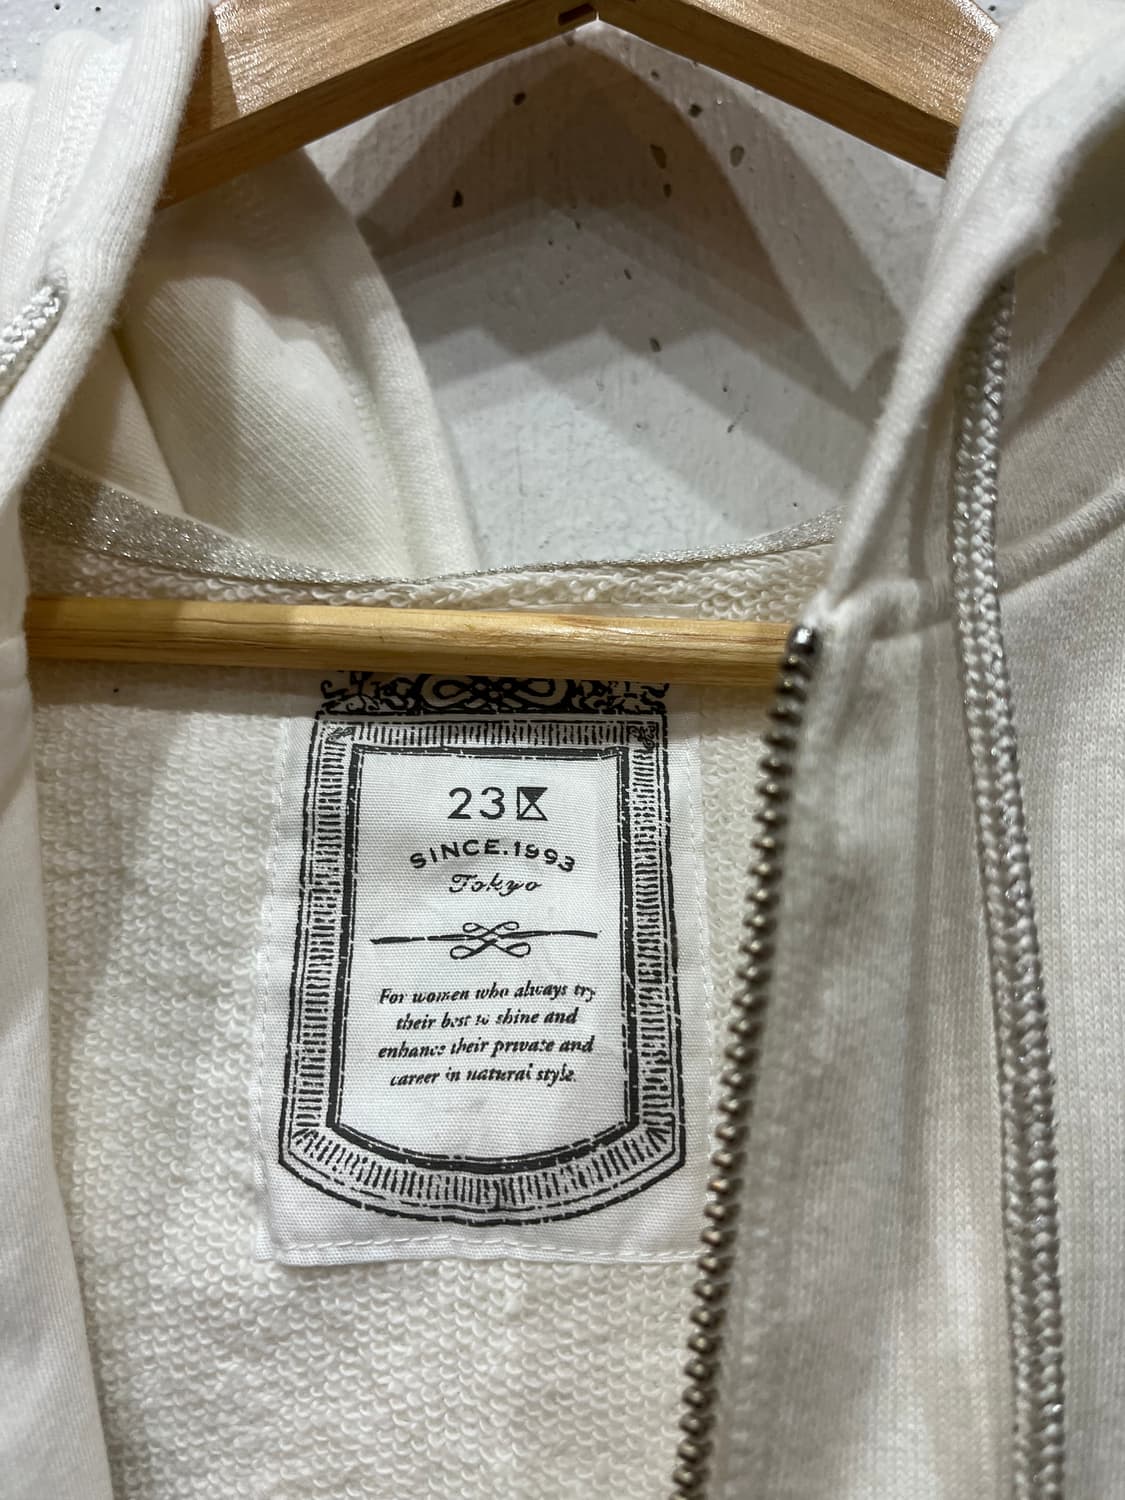 23区
SINCE.1993
Tokyo
For women who always try
their best to shine and
enhance their private and
career in natural style.